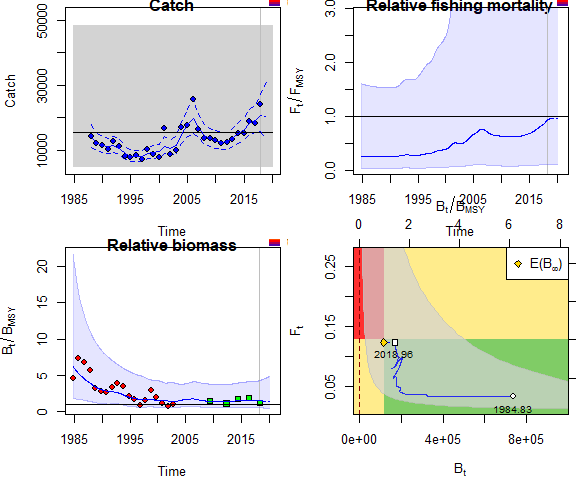 Catch
Catch
50000
30000
10000
1985
1995
2005
2015
Time
Relative fishing mortality
Ft / FMSY
3.0
2.0
1.0
0.0
1985
1995
2005
2015
Time
Relative biomass
Bt / BMSY
20
15
10
5
0
1985
1995
2005
2015
Time
Bt/BMSY
0
2
4
6
8
Ft
0.25
0.15
0.05
E(B∞)
2018.96
1984.83
0e+00
4e+05
8e+05
Bt